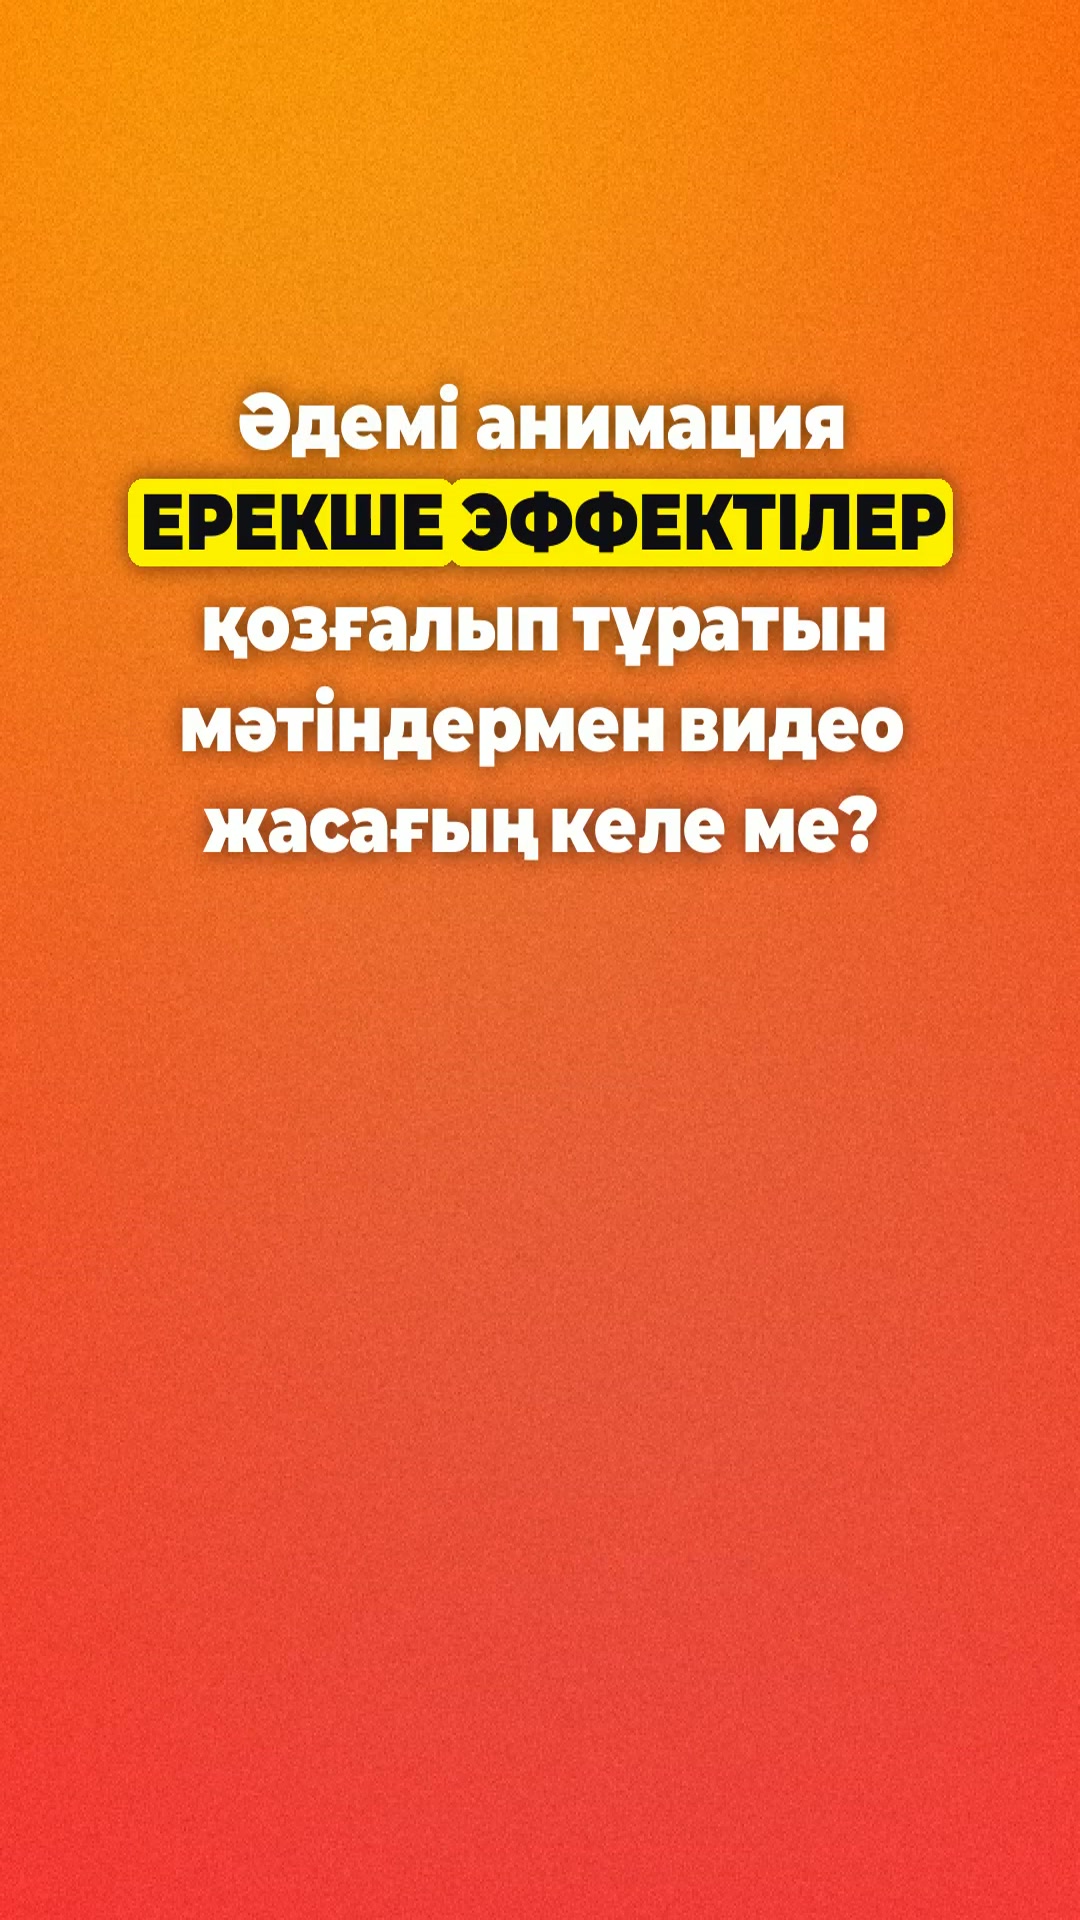 Әдемі анимация
ЕРЕКШЕ ЭФФЕКТІЛЕР
қозғалып тұратын
мәтіндермен видео
жасағың келе ме?